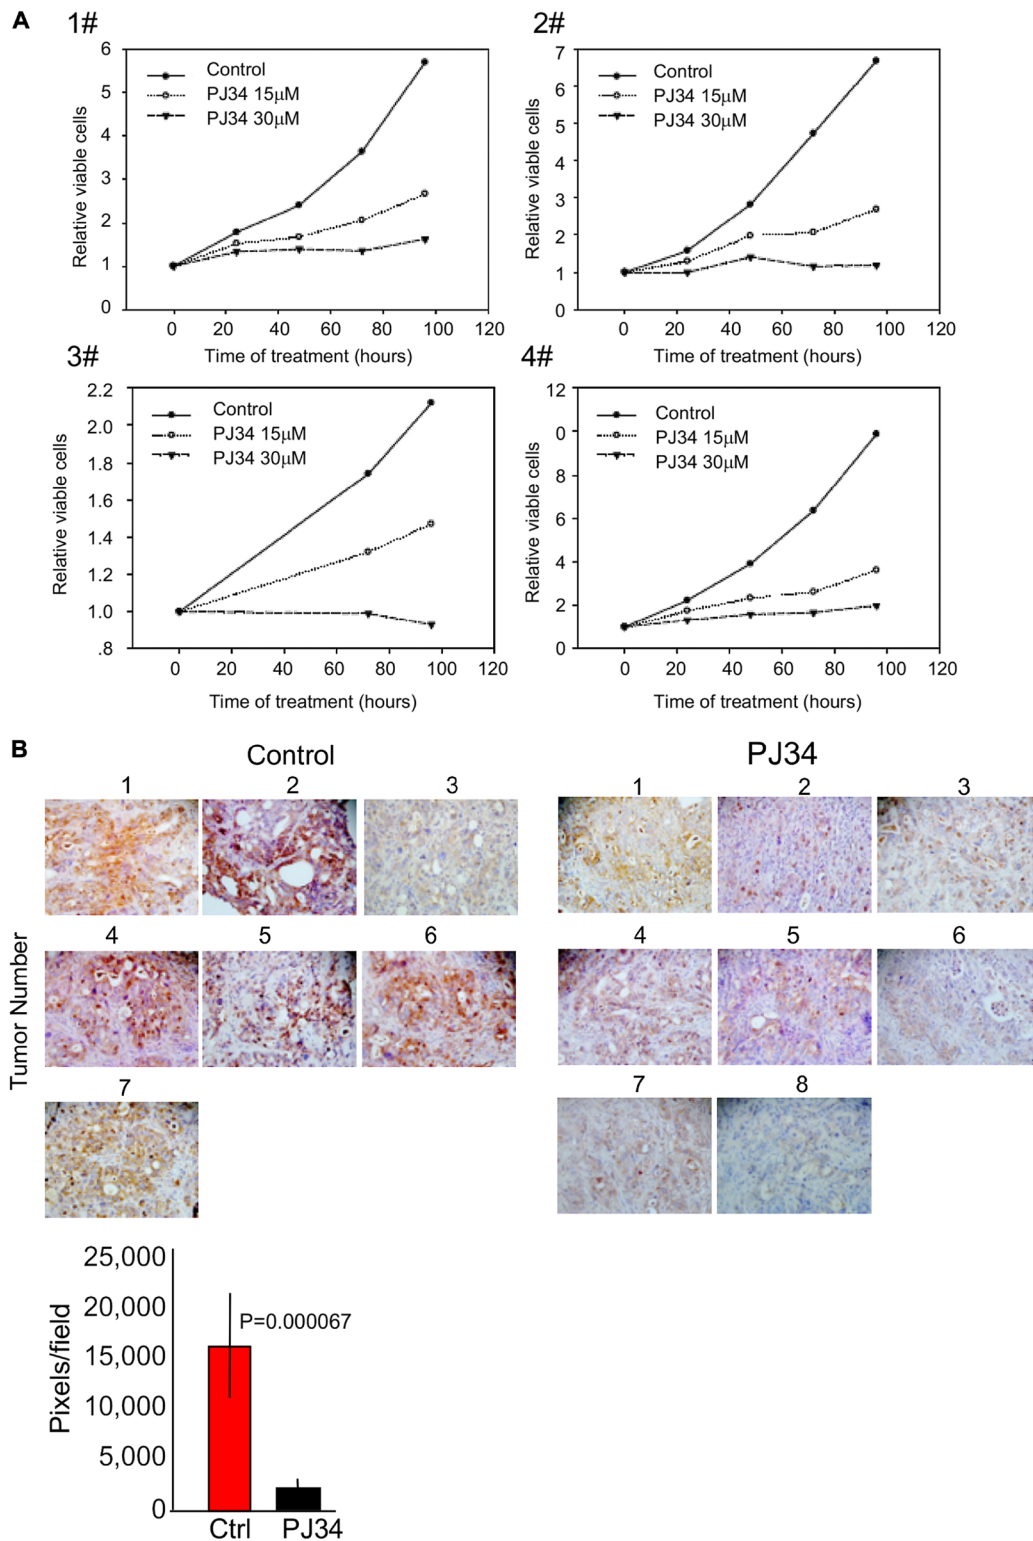 A
1#
6
5
4
3
2
1
0
Relative viable cells
Control
PJ34 15µM
PJ34 30µM
0 20 40 60 80 100 120
Time of treatment (hours)
2#
7
6
5
4
3
2
1
0
Relative viable cells
Control
PJ34 15µM
PJ34 30µM
0 20 40 60 80 100 120
Time of treatment (hours)
3#
2.2
2.0
1.8
1.6
1.4
1.2
1.0
.8
Relative viable cells
Control
PJ34 15µM
PJ34 30µM
0 20 40 60 80 100 120
Time of treatment (hours)
4#
12
0
8
6
4
2
0
Relative viable cells
Control
PJ34 15µM
PJ34 30µM
0 20 40 60 80 100 120
Time of treatment (hours)
B
Tumor Number
Control
1 2 3
4 5 6
7
PJ34
1 2 3
4 5 6
7 8
25,000
20,000
15,000
10,000
5,000
0
Pixels/field
P=0.000067
Ctrl PJ34